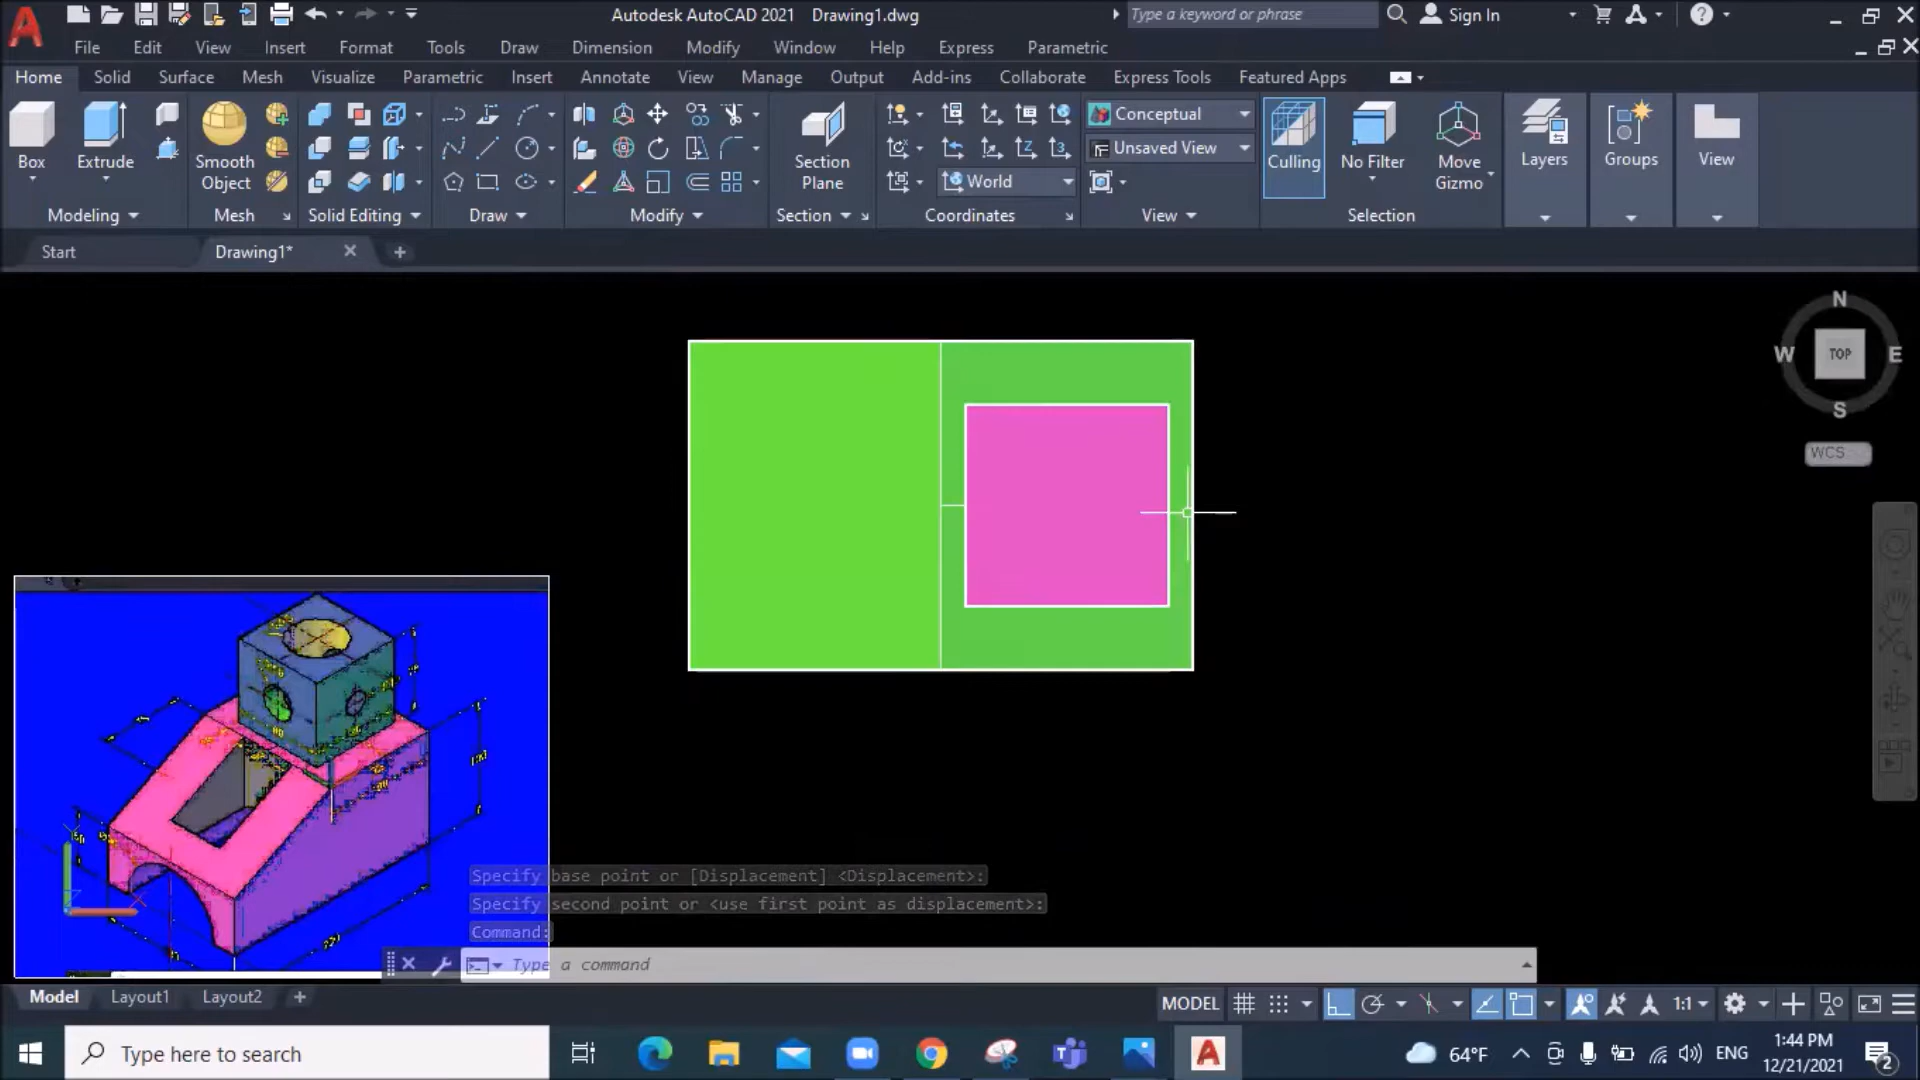 Autodesk AutoCAD 2021 Drawing1.dwg
Type a keyword or phrase
Sign In
File Edit View Insert Format Tools Draw Dimension Modify Window Help Express Parametric
Home Solid Surface Mesh Visualize Parametric Insert Annotate View Manage Output Add-ins Collaborate Express Tools Featured Apps
Box
Extrude
Smooth Object
Section Plane
Conceptual
Unsaved View
World
Culling
No Filter
Move Gizmo
Layers
Groups
View
Modeling
Mesh
Solid Editing
Draw
Modify
Section
Coordinates
View
Selection
Start
Drawing1*
N
W
TOP
E
S
WCS
Specify base point or [Displacement] <Displacement>:
Specify second point or <use first point as displacement>:
Command:
Type a command
Model Layout1 Layout2
MODEL
1:1
Type here to search
64°F
ENG
1:44 PM
12/21/2021
2